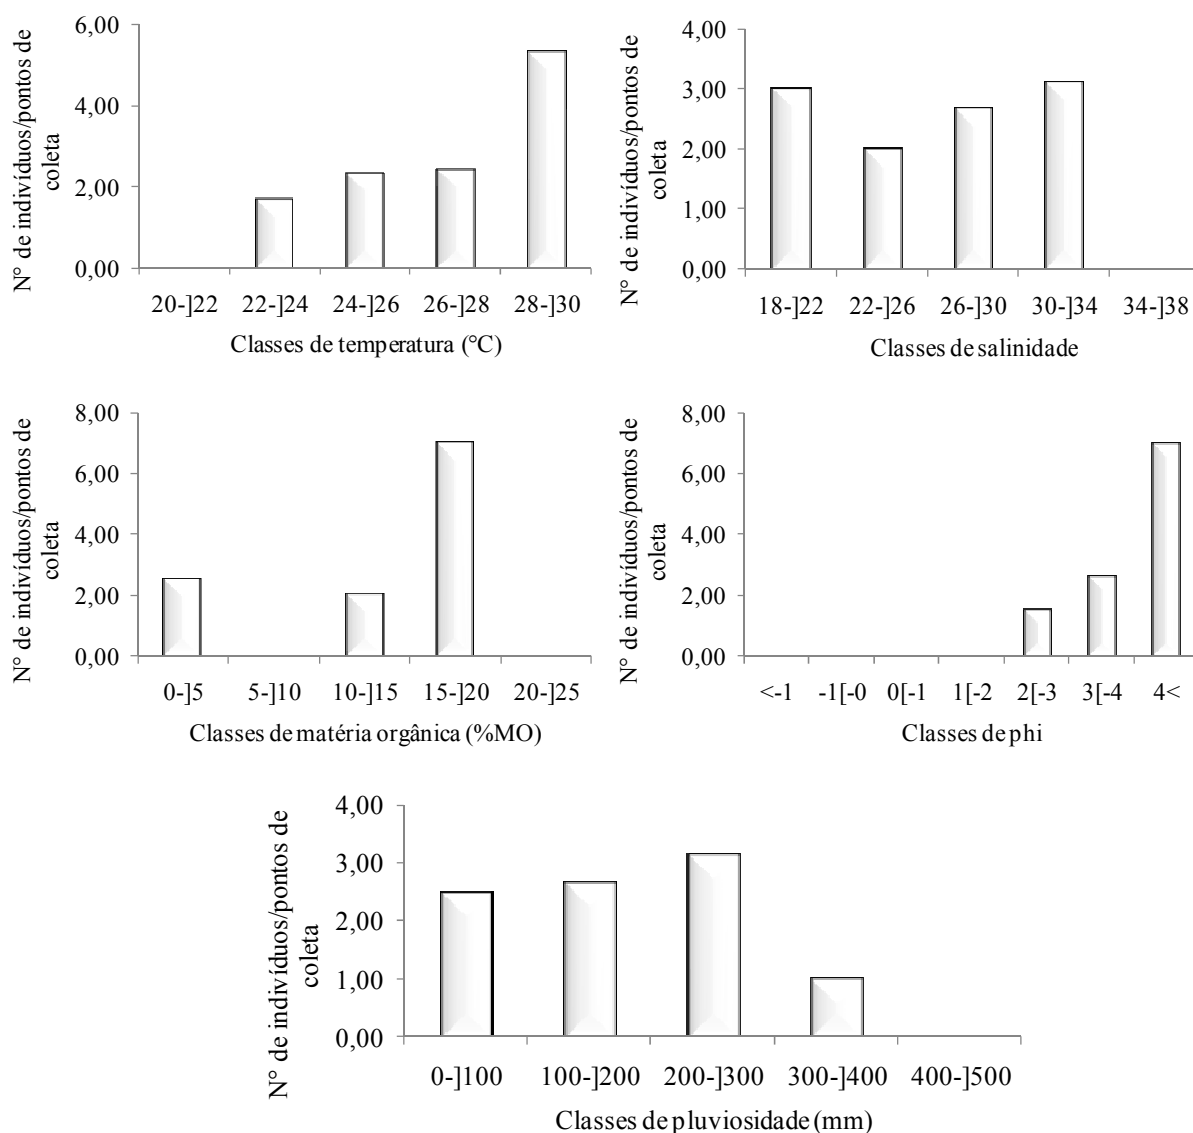 N° de indivíduos/pontos de
coleta
6,00
4,00
2,00
0,00
20-]22 22-]24 24-]26 26-]28 28-]30
Classes de temperatura (°C)
N° de indivíduos/pontos de
coleta
4,00
3,00
2,00
1,00
0,00
18-]22 22-]26 26-]30 30-]34 34-]38
Classes de salinidade
N° de indivíduos/pontos de
coleta
8,00
6,00
4,00
2,00
0,00
0-]5 5-]10 10-]15 15-]20 20-]25
Classes de matéria orgânica (%MO)
N° de indivíduos/pontos de
coleta
8,00
6,00
4,00
2,00
0,00
<-1 -1[-0 0[-1 1[-2 2[-3 3[-4 4<
Classes de phi
N° de indivíduos/pontos de
coleta
4,00
3,00
2,00
1,00
0,00
0-]100 100-]200 200-]300 300-]400 400-]500
Classes de pluviosidade (mm)